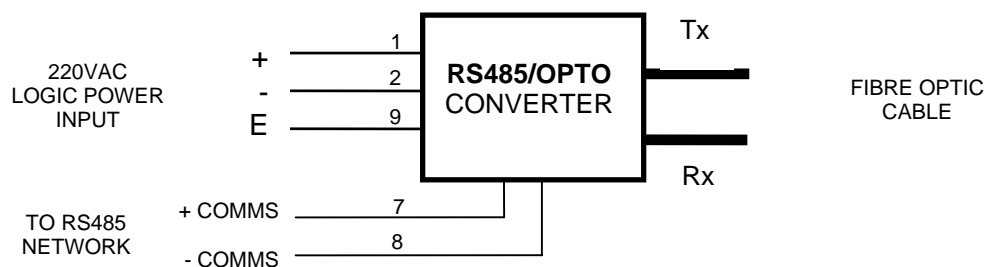 220VAC
LOGIC POWER
INPUT
+
-
E
1
2
9
RS485/OPTO
CONVERTER
Tx
Rx
FIBRE OPTIC
CABLE
TO RS485
NETWORK
+ COMMS
- COMMS
7
8